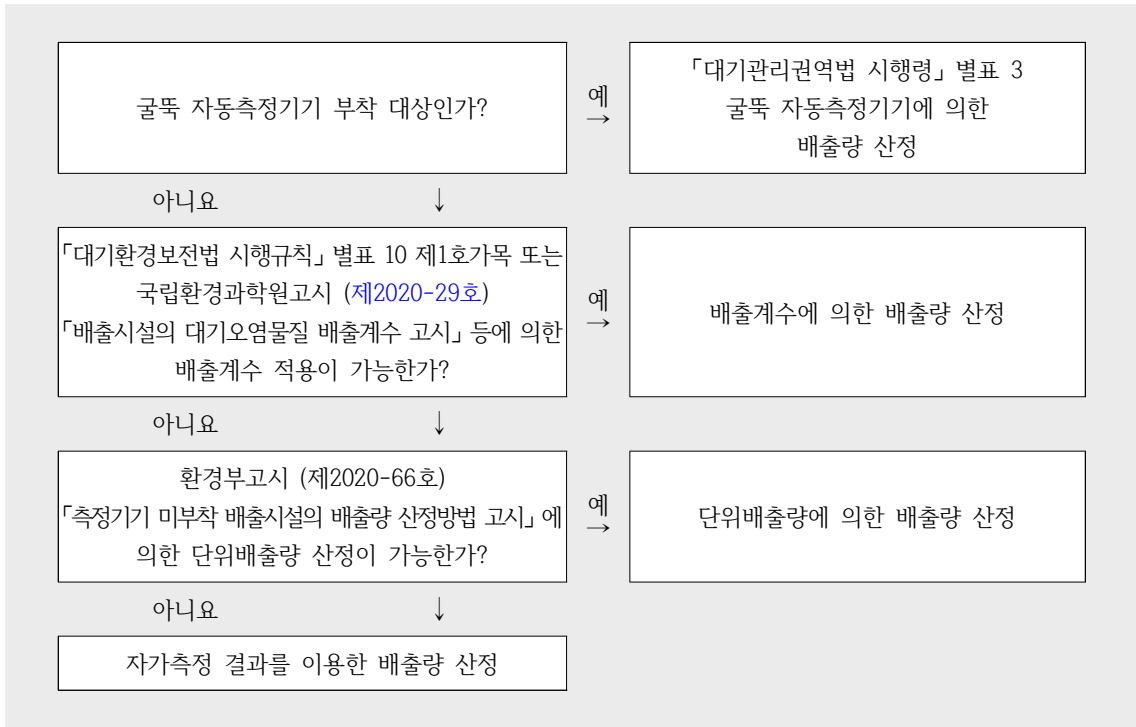 굴뚝 자동측정기기 부착 대상인가?
예
→
「대기관리권역법 시행령」 별표 3
굴뚝 자동측정기기에 의한
배출량 산정
아니요 ↓
「대기환경보전법 시행규칙」 별표 10 제1호가목 또는
국립환경과학원고시 (제2020-29호)
「배출시설의 대기오염물질 배출계수 고시」 등에 의한
배출계수 적용이 가능한가?
예
→
배출계수에 의한 배출량 산정
아니요 ↓
환경부고시 (제2020-66호)
「측정기기 미부착 배출시설의 배출량 산정방법 고시」 에
의한 단위배출량 산정이 가능한가?
예
→
단위배출량에 의한 배출량 산정
아니요 ↓
자가측정 결과를 이용한 배출량 산정